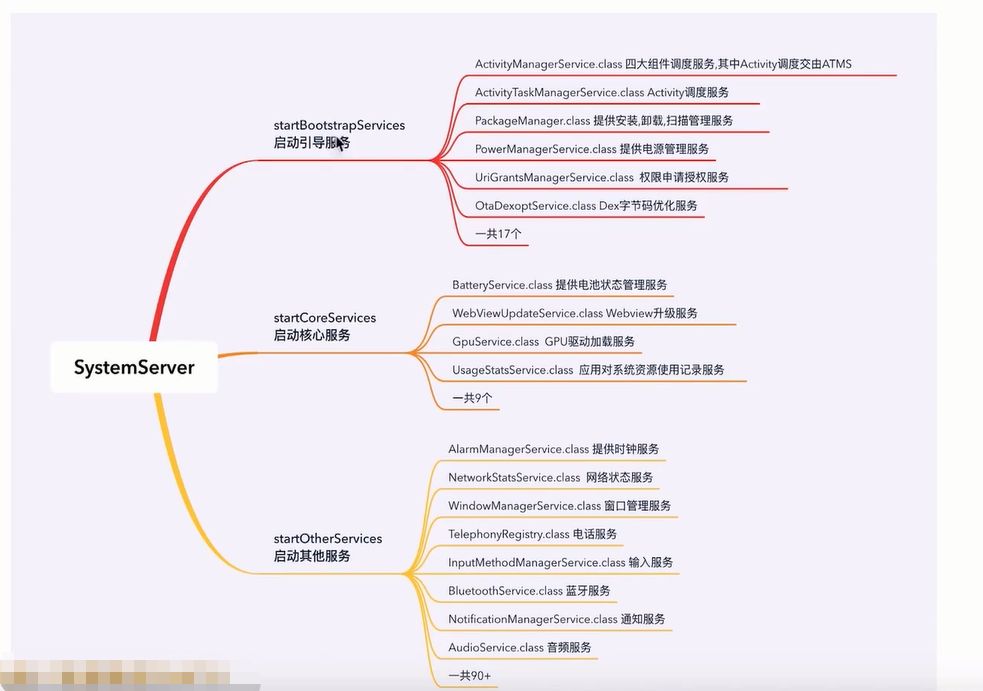 SystemServer
startBootstrapServices
启动引导服务
ActivityManagerService.class 四大组件调度服务,其中Activity调度交由ATMS
ActivityTaskManagerService.class Activity调度服务
PackageManager.class 提供安装,卸载,扫描管理服务
PowerManagerService.class 提供电源管理服务
UriGrantsManagerService.class 权限申请授权服务
OtaDexoptService.class Dex字节码优化服务
一共17个
startCoreServices
启动核心服务
BatteryService.class 提供电池状态管理服务
WebViewUpdateService.class Webview升级服务
GpuService.class GPU驱动加载服务
UsageStatsService.class 应用对系统资源使用记录服务
一共9个
startOtherServices
启动其他服务
AlarmManagerService.class 提供时钟服务
NetworkStatsService.class 网络状态服务
WindowManagerService.class 窗口管理服务
TelephonyRegistry.class 电话服务
InputMethodManagerService.class 输入服务
BluetoothService.class 蓝牙服务
NotificationManagerService.class 通知服务
AudioService.class 音频服务
一共90+